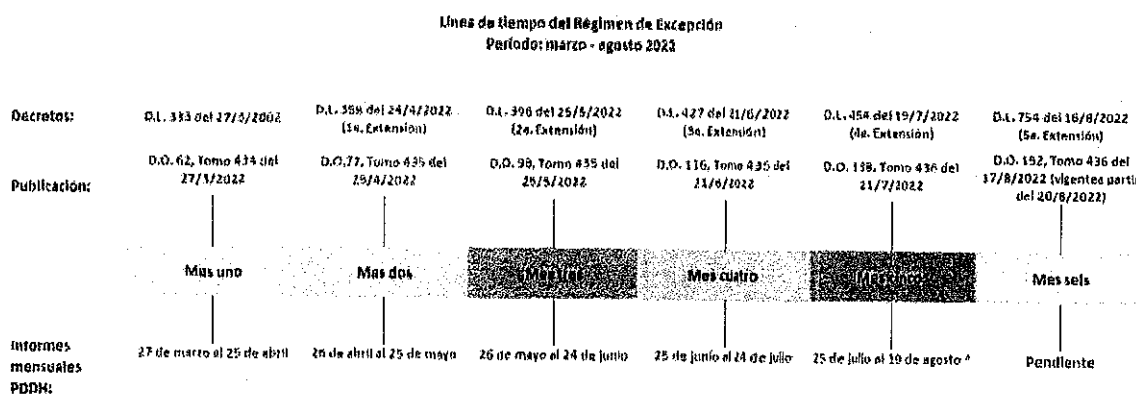 Línea de tiempo del Régimen de Excepción
Período: marzo - agosto 2022
Decretos:
D.L. 333 del 27/3/2002
D.L. 358 del 24/4/2022
(1a. Extensión)
D.L. 396 del 25/5/2022
(2a. Extensión)
D.L. 427 del 21/6/2022
(3a. Extensión)
D.L. 454 del 19/7/2022
(4a. Extensión)
D.L. 754 del 16/8/2022
(5a. Extensión)
Publicación:
D.O. 62, Tomo 434 del
27/3/2022
D.O.77, Tomo 435 del
25/4/2022
D.O. 98, Tomo 435 del
25/5/2022
D.O. 116, Tomo 435 del
21/6/2022
D.O. 138, Tomo 436 del
21/7/2022
D.O. 152, Tomo 436 del
17/8/2022 (vigente a partir
del 20/8/2022)
Mes uno
Mes dos
Mes tres
Mes cuatro
Mes cinco
Mes seis
Informes
mensuales
PDDH:
27 de marzo al 25 de abril
26 de abril al 25 de mayo
26 de mayo al 24 de junio
25 de junio al 24 de julio
25 de julio al 19 de agosto
Pendiente